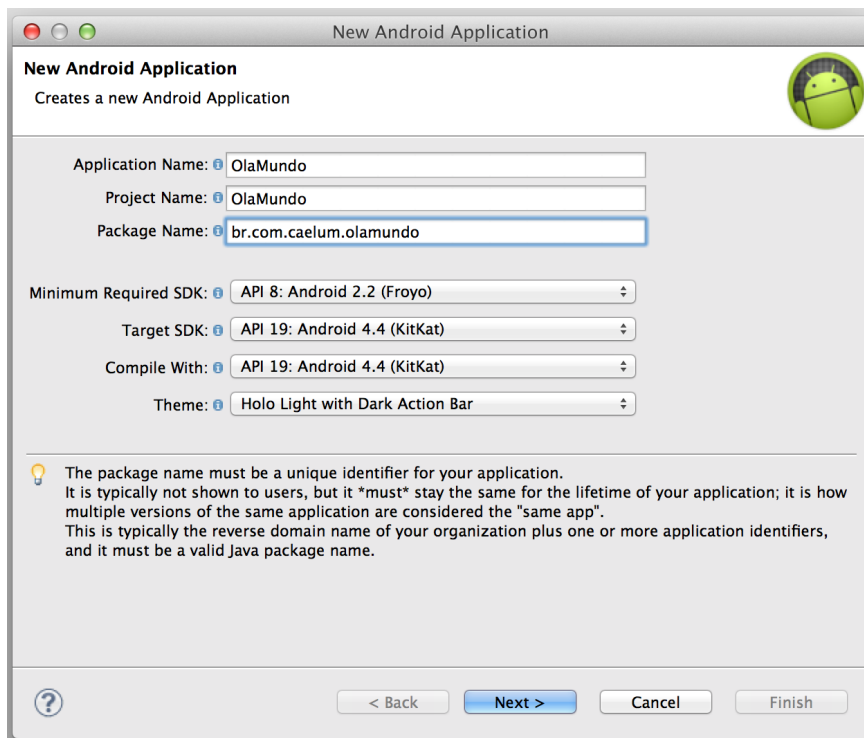 New Android Application
New Android Application
Creates a new Android Application
Application Name: OlaMundo
Project Name: OlaMundo
Package Name: br.com.caelum.olamundo
Minimum Required SDK: API 8: Android 2.2 (Froyo)
Target SDK: API 19: Android 4.4 (KitKat)
Compile With: API 19: Android 4.4 (KitKat)
Theme: Holo Light with Dark Action Bar
The package name must be a unique identifier for your application.
It is typically not shown to users, but it *must* stay the same for the lifetime of your application; it is how
multiple versions of the same application are considered the "same app".
This is typically the reverse domain name of your organization plus one or more application identifiers,
and it must be a valid Java package name.
? < Back Next > Cancel Finish